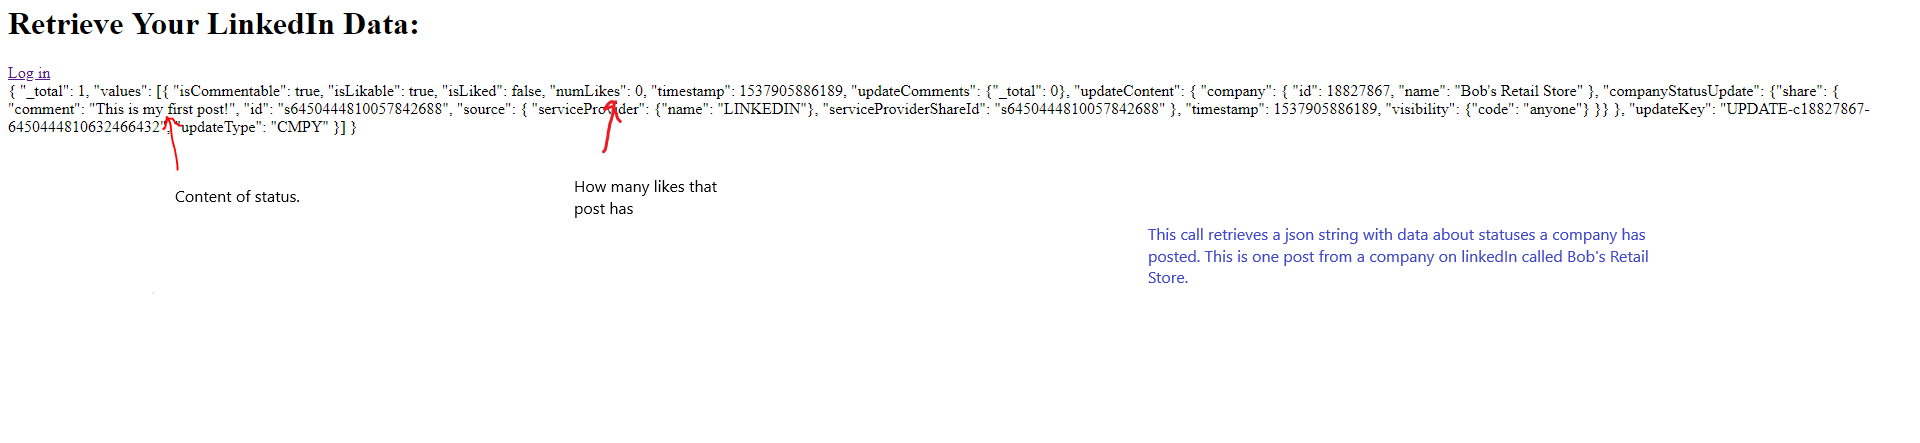 Retrieve Your LinkedIn Data:
Log in
{ "_total": 1, "values": [{ "isCommentable": true, "isLikable": true, "isLiked": false, "numLikes": 0, "timestamp": 1537905886189, "updateComments": {"_total": 0}, "updateContent": { "company": { "id": 18827867, "name": "Bob's Retail Store" }, "companyStatusUpdate": {"share": {
"comment": "This is my first post!", "id": "s6450444810057842688", "source": { "serviceProvider": {"name": "LINKEDIN"}, "serviceProviderShareId": "s6450444810057842688" }, "timestamp": 1537905886189, "visibility": {"code": "anyone"} }} }, "updateKey": "UPDATE-c18827867-
6450444810632466432", "updateType": "CMPY" }] }
Content of status.
How many likes that
post has
This call retrieves a json string with data about statuses a company has
posted. This is one post from a company on linkedIn called Bob's Retail
Store.